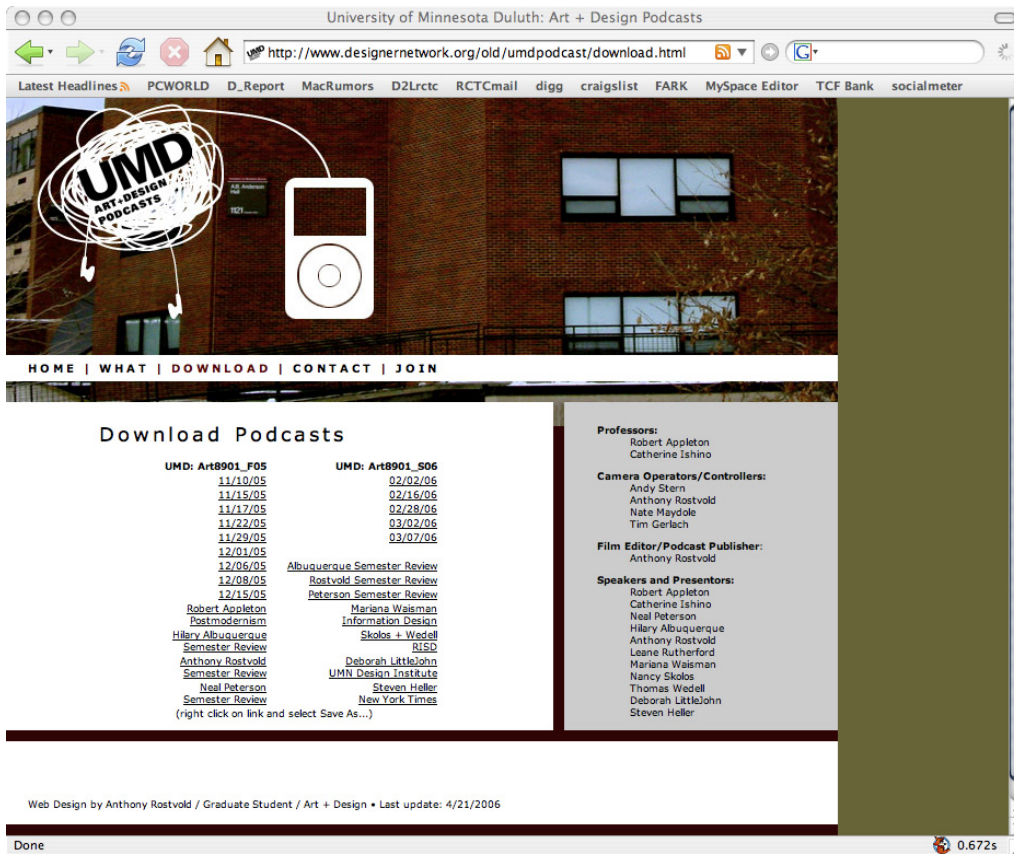 University of Minnesota Duluth: Art + Design Podcasts
http://www.designernetwork.org/old/umdpodcast/download.html
G
Latest Headlines PCWORLD D_Report MacRumors D2Lrctc RCTCmail digg craigslist FARK MySpace Editor TCF Bank socialmeter
UMD
ART+DESIGN
PODCASTS
A.B. Anderson
Hall
1121
HOME | WHAT | DOWNLOAD | CONTACT | JOIN
Download Podcasts
UMD: Art8901_F05
11/10/05
11/15/05
11/17/05
11/22/05
11/29/05
12/01/05
12/06/05
12/08/05
12/15/05
Robert Appleton
Postmodernism
Hilary Albuquerque
Semester Review
Anthony Rostvold
Semester Review
Neal Peterson
Semester Review
(right click on link and select Save As...)
UMD: Art8901_S06
02/02/06
02/16/06
02/28/06
03/02/06
03/07/06
Albuquerque Semester Review
Rostvold Semester Review
Peterson Semester Review
Mariana Waisman
Information Design
Skolos + Wedell
RISD
Deborah LittleJohn
UMN Design Institute
Steven Heller
New York Times
Professors:
Robert Appleton
Catherine Ishino
Camera Operators/Controllers:
Andy Stern
Anthony Rostvold
Nate Maydole
Tim Gerlach
Film Editor/Podcast Publisher:
Anthony Rostvold
Speakers and Presentors:
Robert Appleton
Catherine Ishino
Neal Peterson
Hilary Albuquerque
Anthony Rostvold
Leane Rutherford
Mariana Waisman
Nancy Skolos
Thomas Wedell
Deborah LittleJohn
Steven Heller
Web Design by Anthony Rostvold / Graduate Student / Art + Design • Last update: 4/21/2006
Done
0.672s